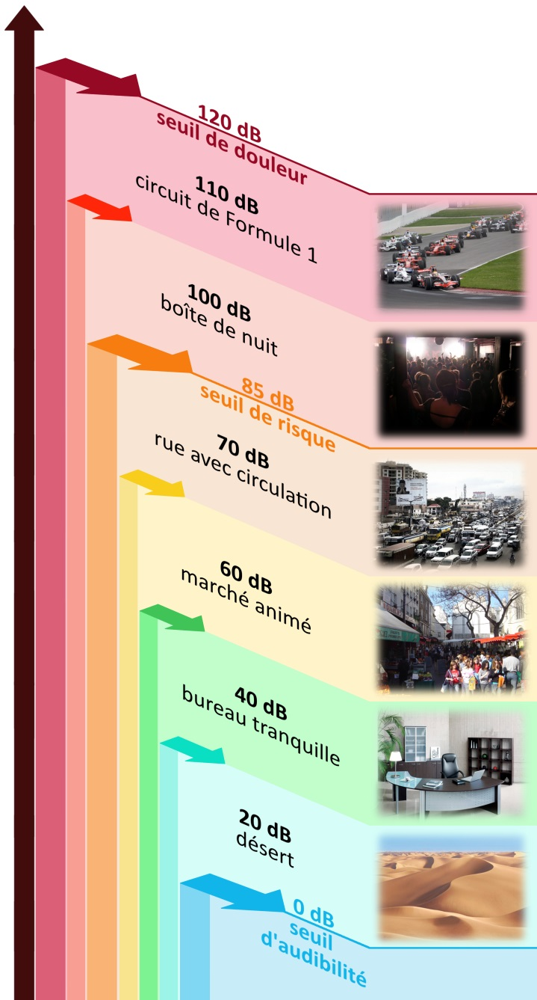 120 dB
seuil de douleur
110 dB
circuit de Formule 1
100 dB
boîte de nuit
85 dB
seuil de risque
70 dB
rue avec circulation
60 dB
marché animé
40 dB
bureau tranquille
20 dB
désert
0 dB
seuil
d'audibilité